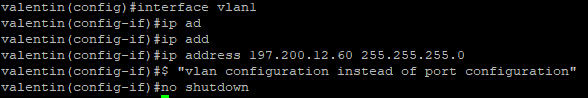 valentin(config)#interface vlan1
valentin(config-if)#ip ad
valentin(config-if)#ip add
valentin(config-if)#ip address 197.200.12.60 255.255.255.0
valentin(config-if)#$ "vlan configuration instead of port configuration"
valentin(config-if)#no shutdown